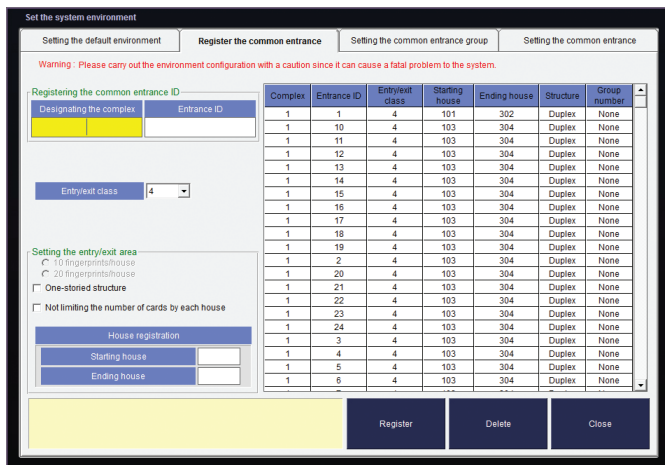 Set the system environment
Setting the default environment
Register the common entrance
Setting the common entrance group
Setting the common entrance
Warning : Please carry out the environment configuration with a caution since it can cause a fatal problem to the system.
Registering the common entrance ID
Designating the complex Entrance ID
Entry/exit class 4
Setting the entry/exit area
10 fingerprints/house
20 fingerprints/house
One-storied structure
Not limiting the number of cards by each house
House registration
Starting house
Ending house
Complex Entrance ID Entry/exit class Starting house Ending house Structure Group number
1 1 4 101 302 Duplex None
1 10 4 103 304 Duplex None
1 11 4 103 304 Duplex None
1 12 4 103 304 Duplex None
1 13 4 103 304 Duplex None
1 14 4 103 304 Duplex None
1 15 4 103 304 Duplex None
1 16 4 103 304 Duplex None
1 17 4 103 304 Duplex None
1 18 4 103 304 Duplex None
1 19 4 103 304 Duplex None
1 2 4 103 304 Duplex None
1 20 4 103 304 Duplex None
1 21 4 103 304 Duplex None
1 22 4 103 304 Duplex None
1 23 4 103 304 Duplex None
1 24 4 103 304 Duplex None
1 3 4 103 304 Duplex None
1 4 4 103 304 Duplex None
1 5 4 103 304 Duplex None
1 6 4 103 304 Duplex None
Register
Delete
Close